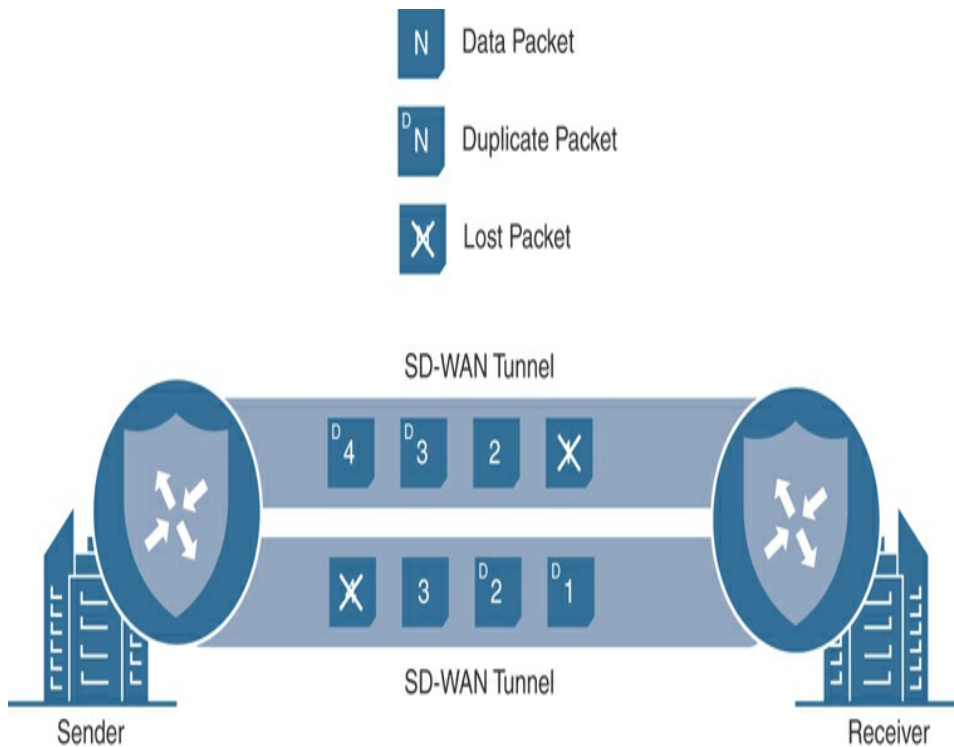 N Data Packet
D N Duplicate Packet
Lost Packet
SD-WAN Tunnel
D 4 D 3 2
3 D 2 D 1
SD-WAN Tunnel
Sender Receiver